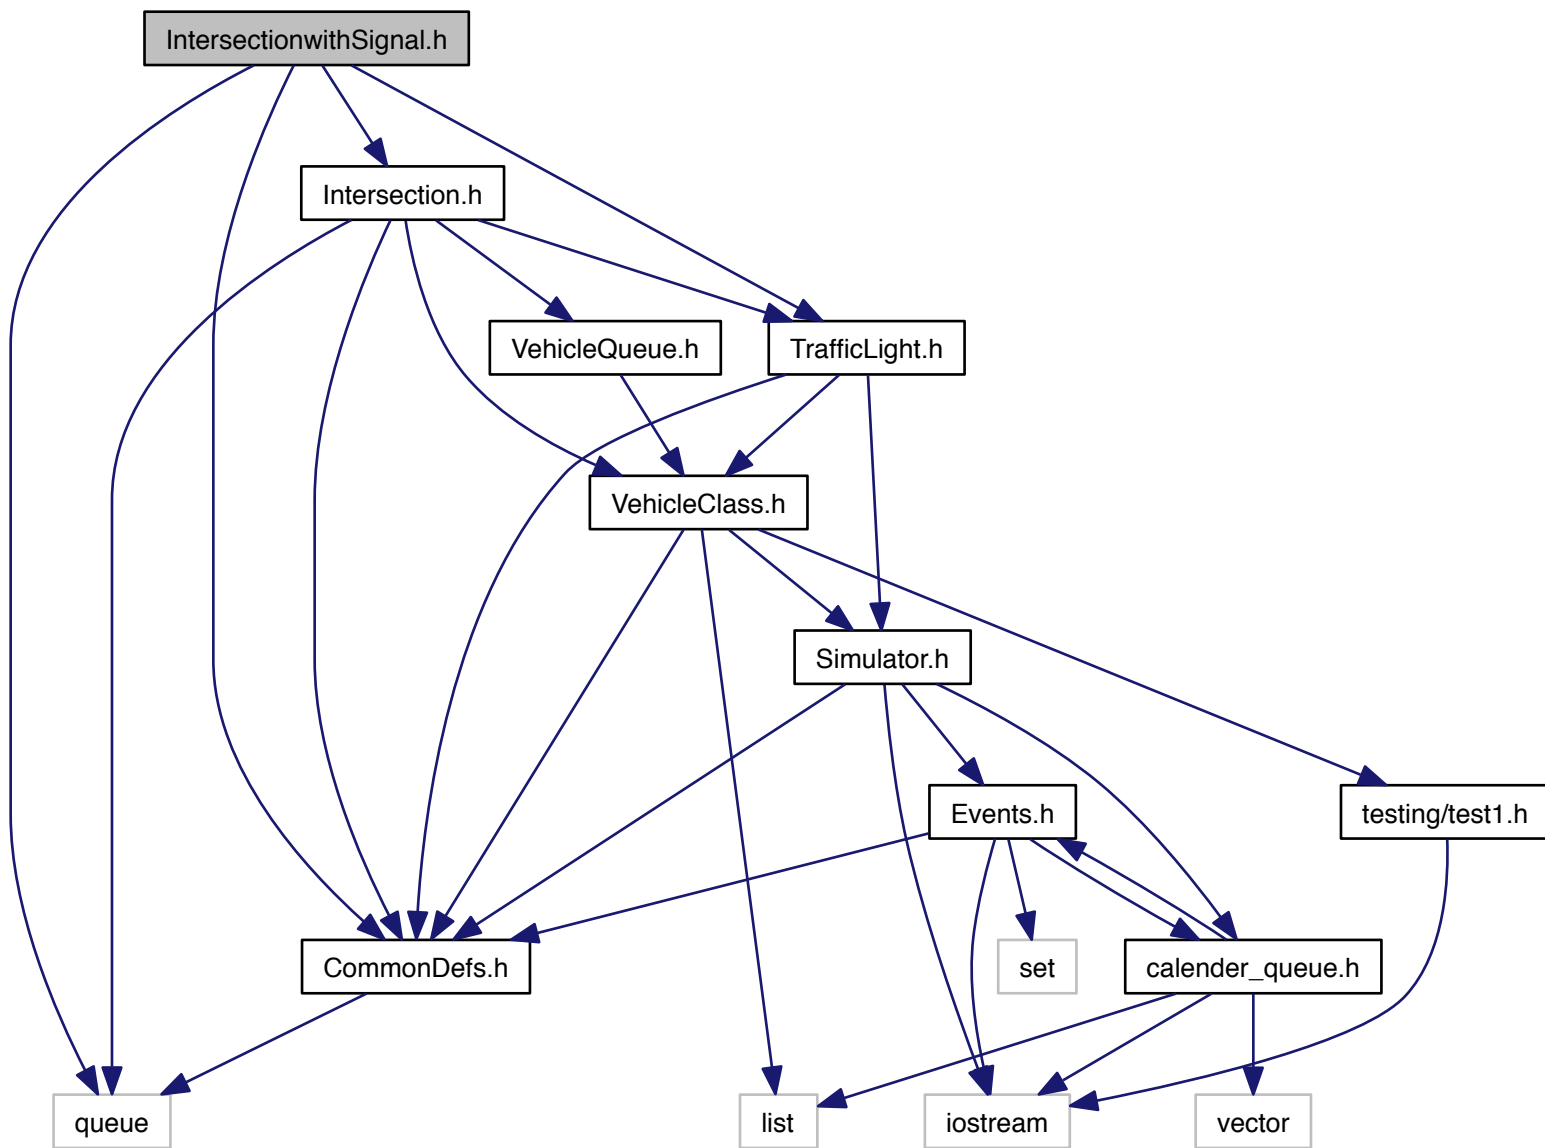 IntersectionwithSignal.h
Intersection.h
VehicleQueue.h
TrafficLight.h
VehicleClass.h
Simulator.h
Events.h
testing/test1.h
CommonDefs.h
set
calender_queue.h
queue
list
iostream
vector